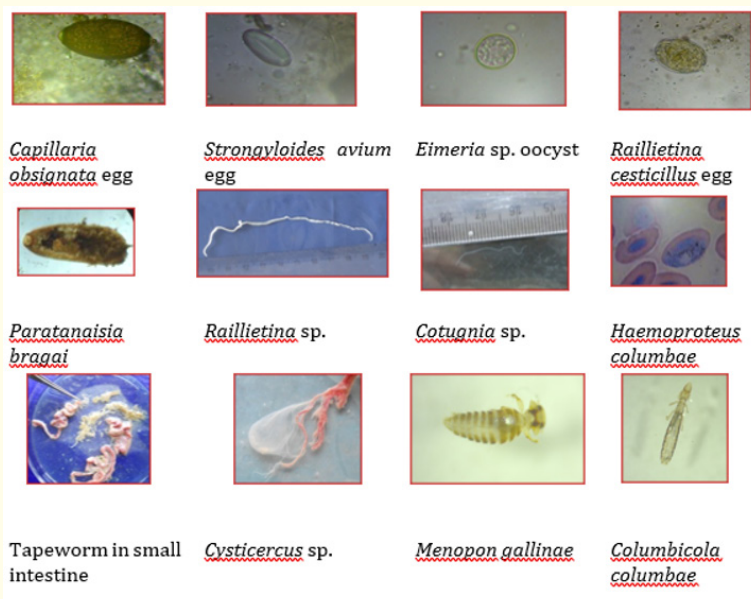 Capillaria obsignata egg
Strongyloides avium egg
Eimeria sp. oocyst
Raillietina cesticillus egg
Paratanaisia bragai
Raillietina sp.
Cotugnia sp.
Haemoproteus columbae
Tapeworm in small intestine
Cysticercus sp.
Menopon gallinae
Columbicola columbae